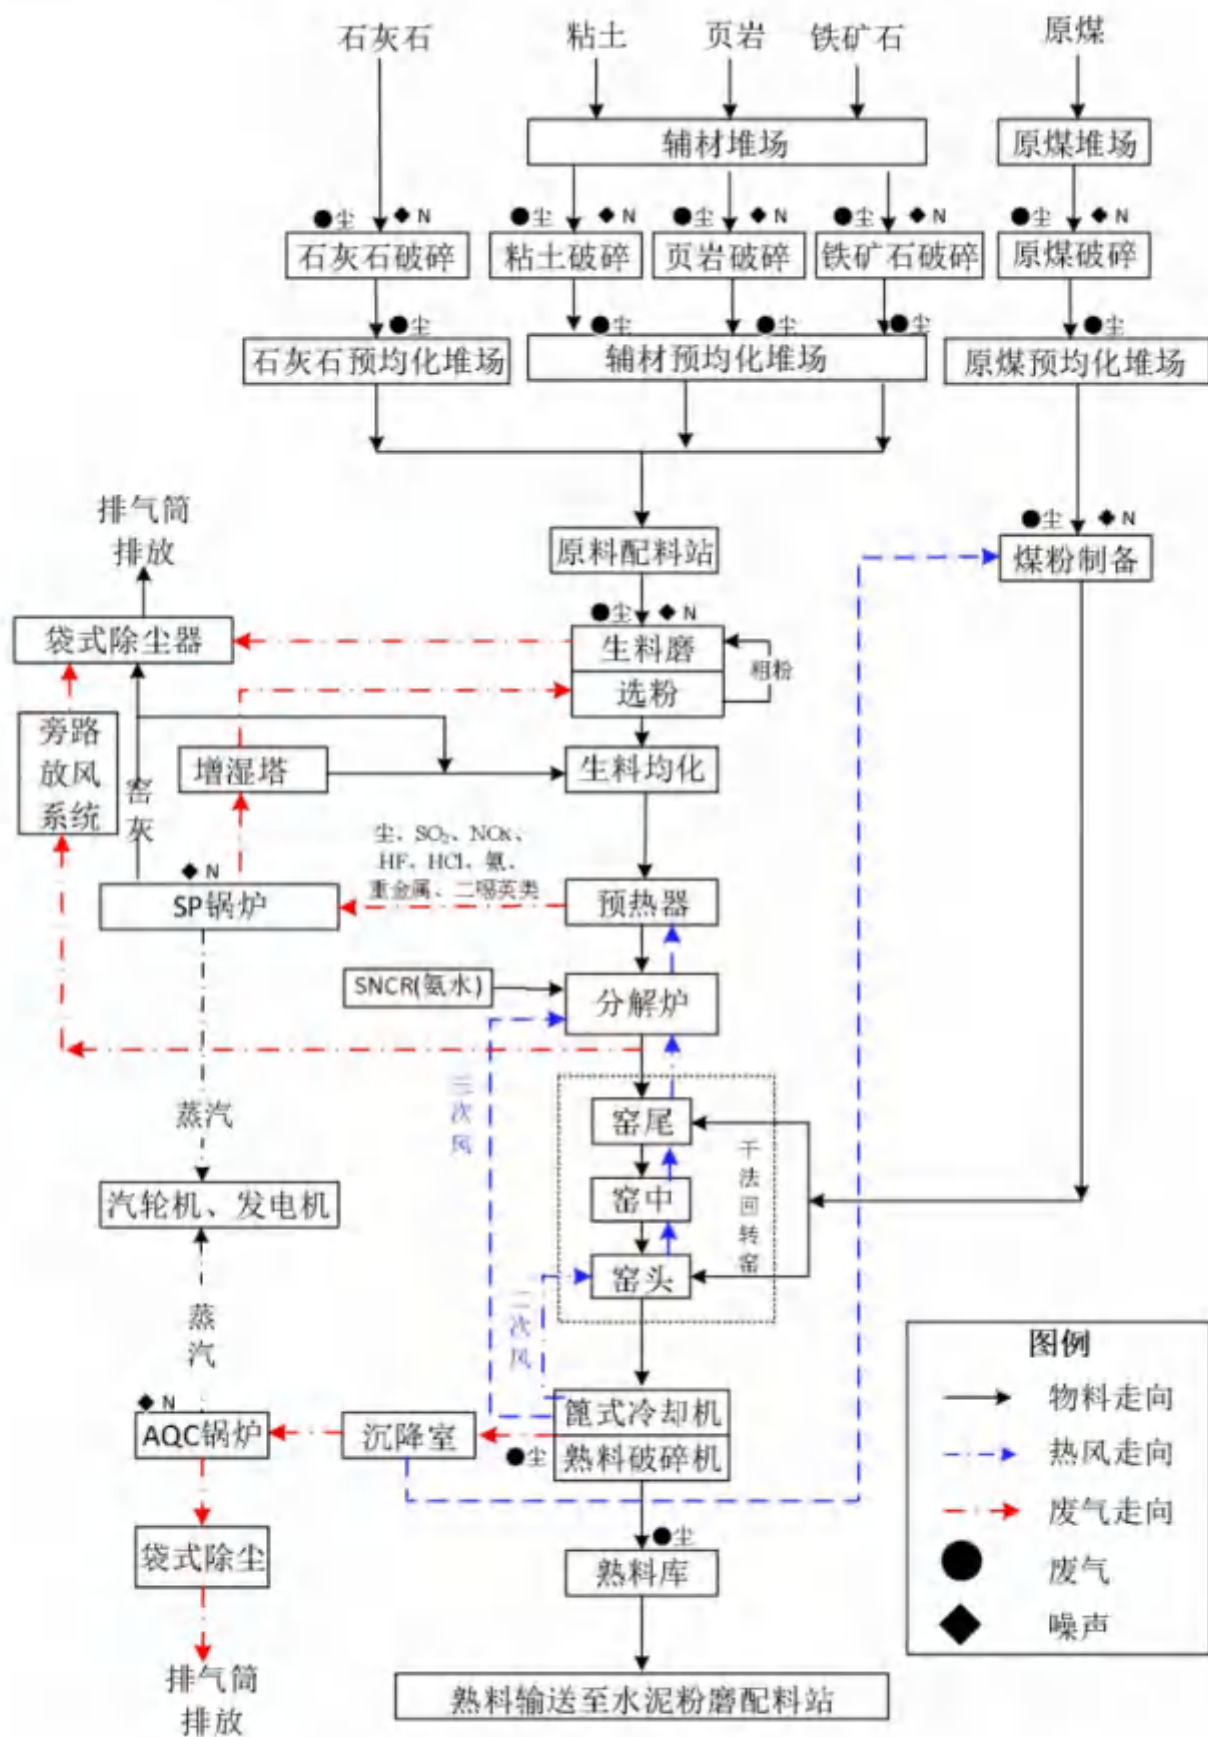 石灰石
粘土
页岩
铁矿石
原煤
辅材堆场
原煤堆场
尘 N
尘 N
尘 N
尘 N
尘 N
石灰石破碎
粘土破碎
页岩破碎
铁矿石破碎
原煤破碎
尘
尘
尘
尘
尘
石灰石预均化堆场
辅材预均化堆场
原煤预均化堆场
排气筒
排放
尘 N
原料配料站
煤粉制备
尘 N
袋式除尘器
生料磨
粗粉
选粉
旁路
放风
系统
窑
灰
增湿塔
生料均化
尘、SO₂、NOx、
HF、HCl、氨、
重金属、二噁英类
N
SP锅炉
预热器
SNCR(氨水)
分解炉
三
次
风
蒸汽
窑尾
干
法
回
转
窑
汽轮机、发电机
窑中
窑头
二
次
风
蒸
汽
图例
物料走向
热风走向
废气走向
废气
噪声
N
AQC锅炉
沉降室
篦式冷却机
尘
熟料破碎机
袋式除尘
尘
熟料库
排气筒
排放
熟料输送至水泥粉磨配料站